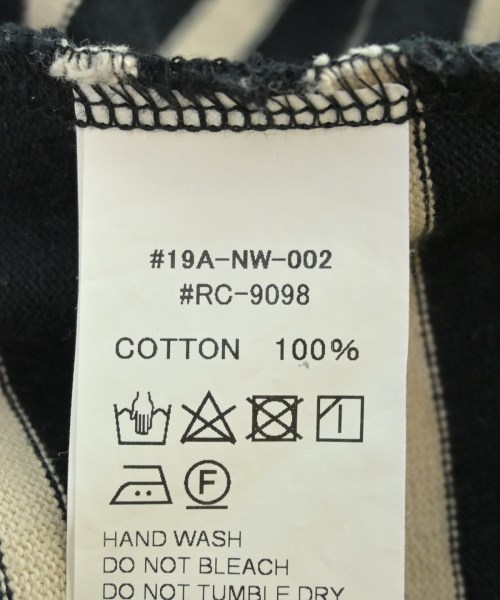 #19A-NW-002
#RC-9098
COTTON 100%
F
HAND WASH
DO NOT BLEACH
DO NOT TUMBLE DRY